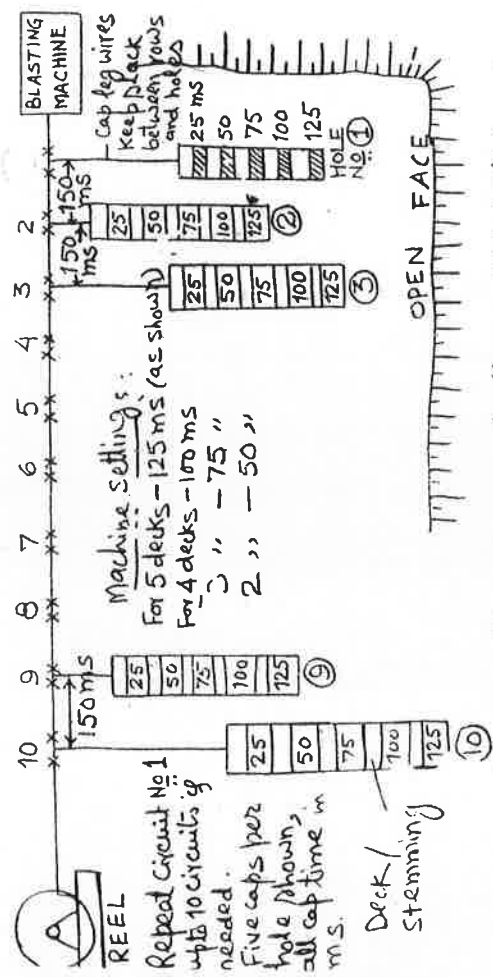 BLASTING
MACHINE
Cap leg wires
keep slack
between rows
and holes
150
ms
150
ms
2
3
4
5
6
7
8
9
10
25 ms
50
75
100
125
HOLE
No. 1
25
50
75
100
125
2
25
50
75
100
125
3
OPEN FACE
Machine settings:
For 5 decks - 125 ms (as shown)
For 4 decks - 100 ms
3 " - 75 "
2 " - 50 "
150 ms
25
50
75
100
125
9
25
50
75
100
125
10
REEL
Repeat Circuit No 1
upto 10 circuits if
needed.
Five caps per
hole shown,
all cap time in
ms.
Deck/
Stemming